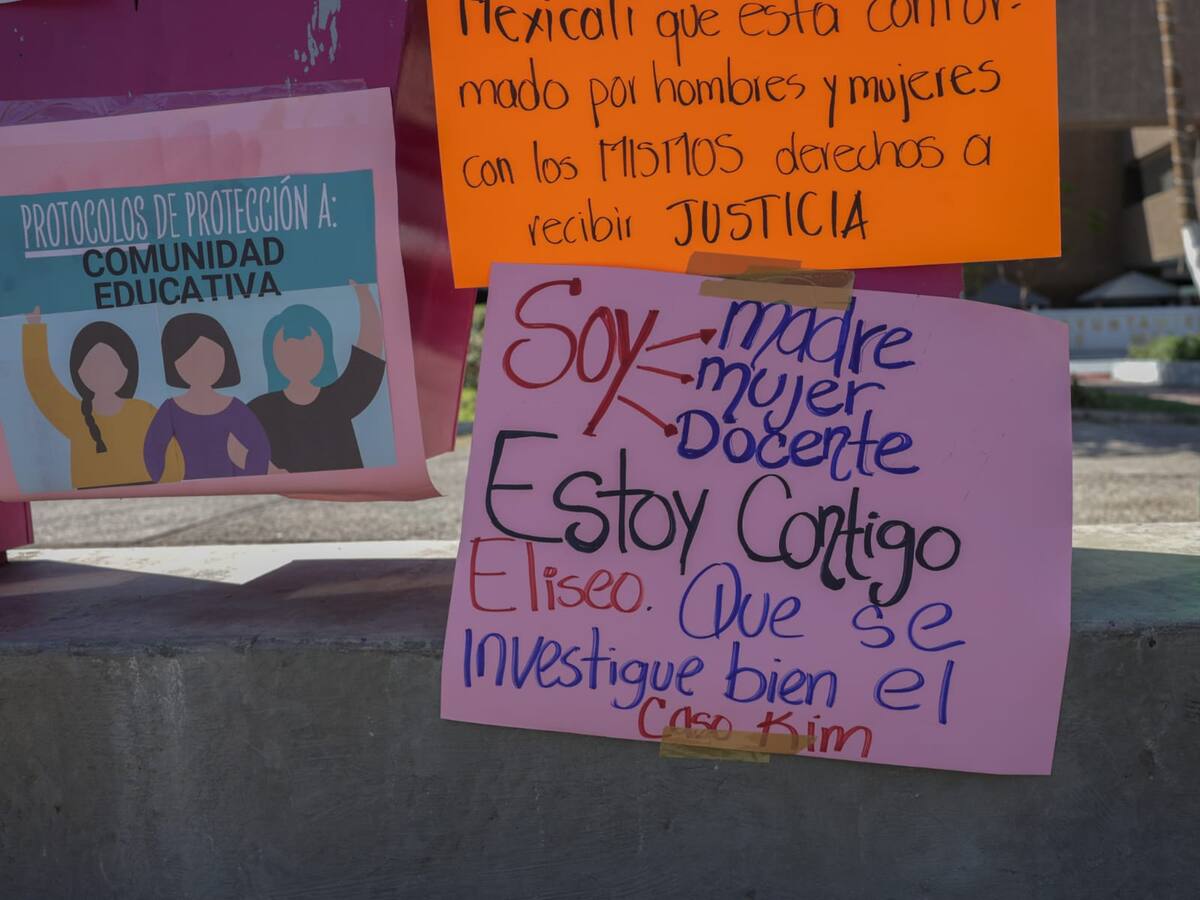 Mexicali que esta confor-
mado por hombres y mujeres
con los MISMOS derechos a
recibir JUSTICIA
PROTOCOLOS DE PROTECCIÓN A:
COMUNIDAD
EDUCATIVA
Soy madre
mujer
Docente
Estoy Contigo
Eliseo. Que se
Investigue bien el
Caso Kim